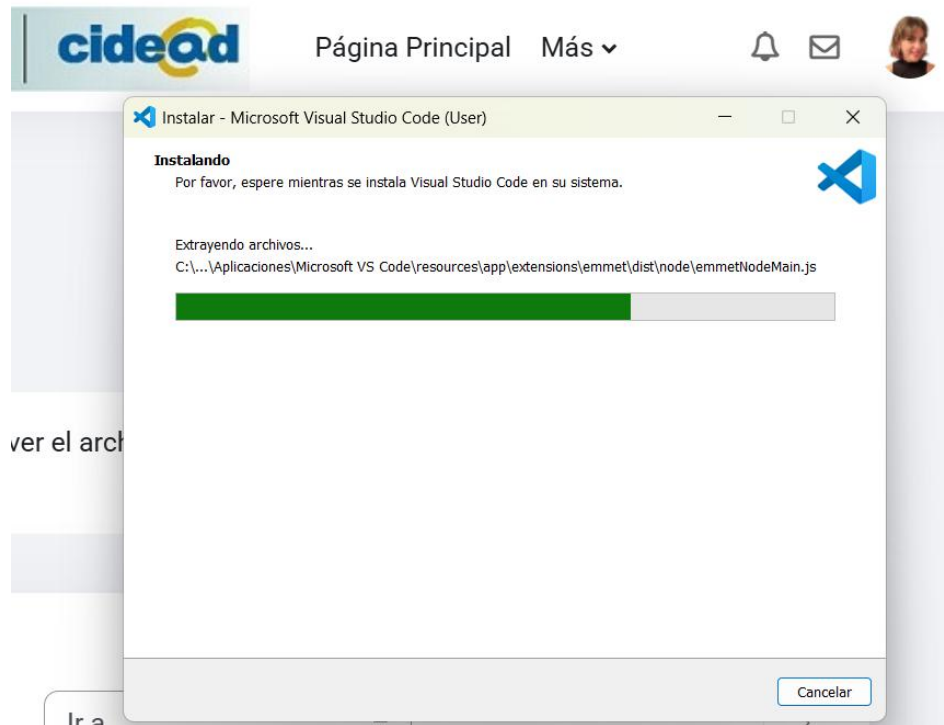 cidead
Página Principal Más
Instalar - Microsoft Visual Studio Code (User)
Instalando
Por favor, espere mientras se instala Visual Studio Code en su sistema.
Extrayendo archivos...
C:\...\Aplicaciones\Microsoft VS Code\resources\app\extensions\emmet\dist\node\emmetNodeMain.js
ver el arch
Cancelar
Ir a